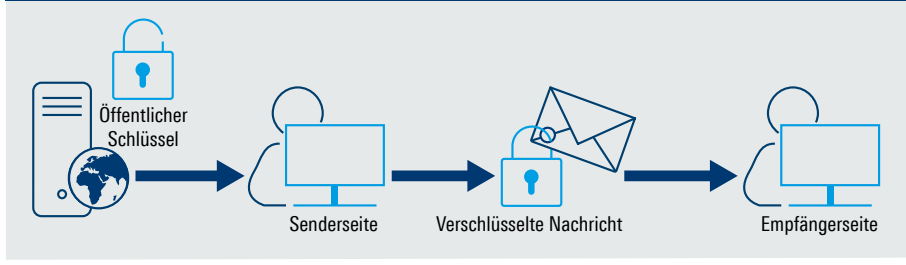 Öffentlicher
Schlüssel
Senderseite
Verschlüsselte Nachricht
Empfängerseite